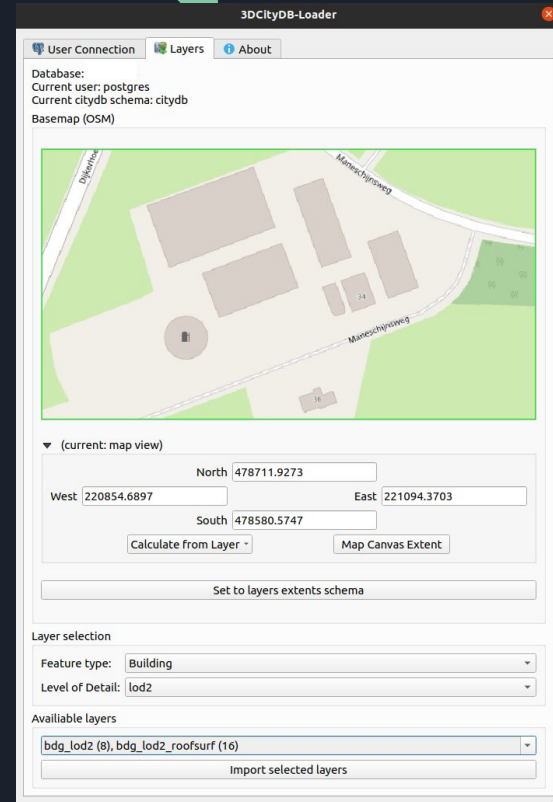 3DCityDB-Loader
User Connection Layers About
Database:
Current user: postgres
Current citydb schema: citydb
Basemap (OSM)
Dijkerhoe
Maneschijnsweg
34
Maneschijnsweg
36
(current: map view)
North 478711.9273
West 220854.6897 East 221094.3703
South 478580.5747
Calculate from Layer Map Canvas Extent
Set to layers extents schema
Layer selection
Feature type: Building
Level of Detail: lod2
Availiable layers
bdg_lod2 (8), bdg_lod2_roofsurf (16)
Import selected layers